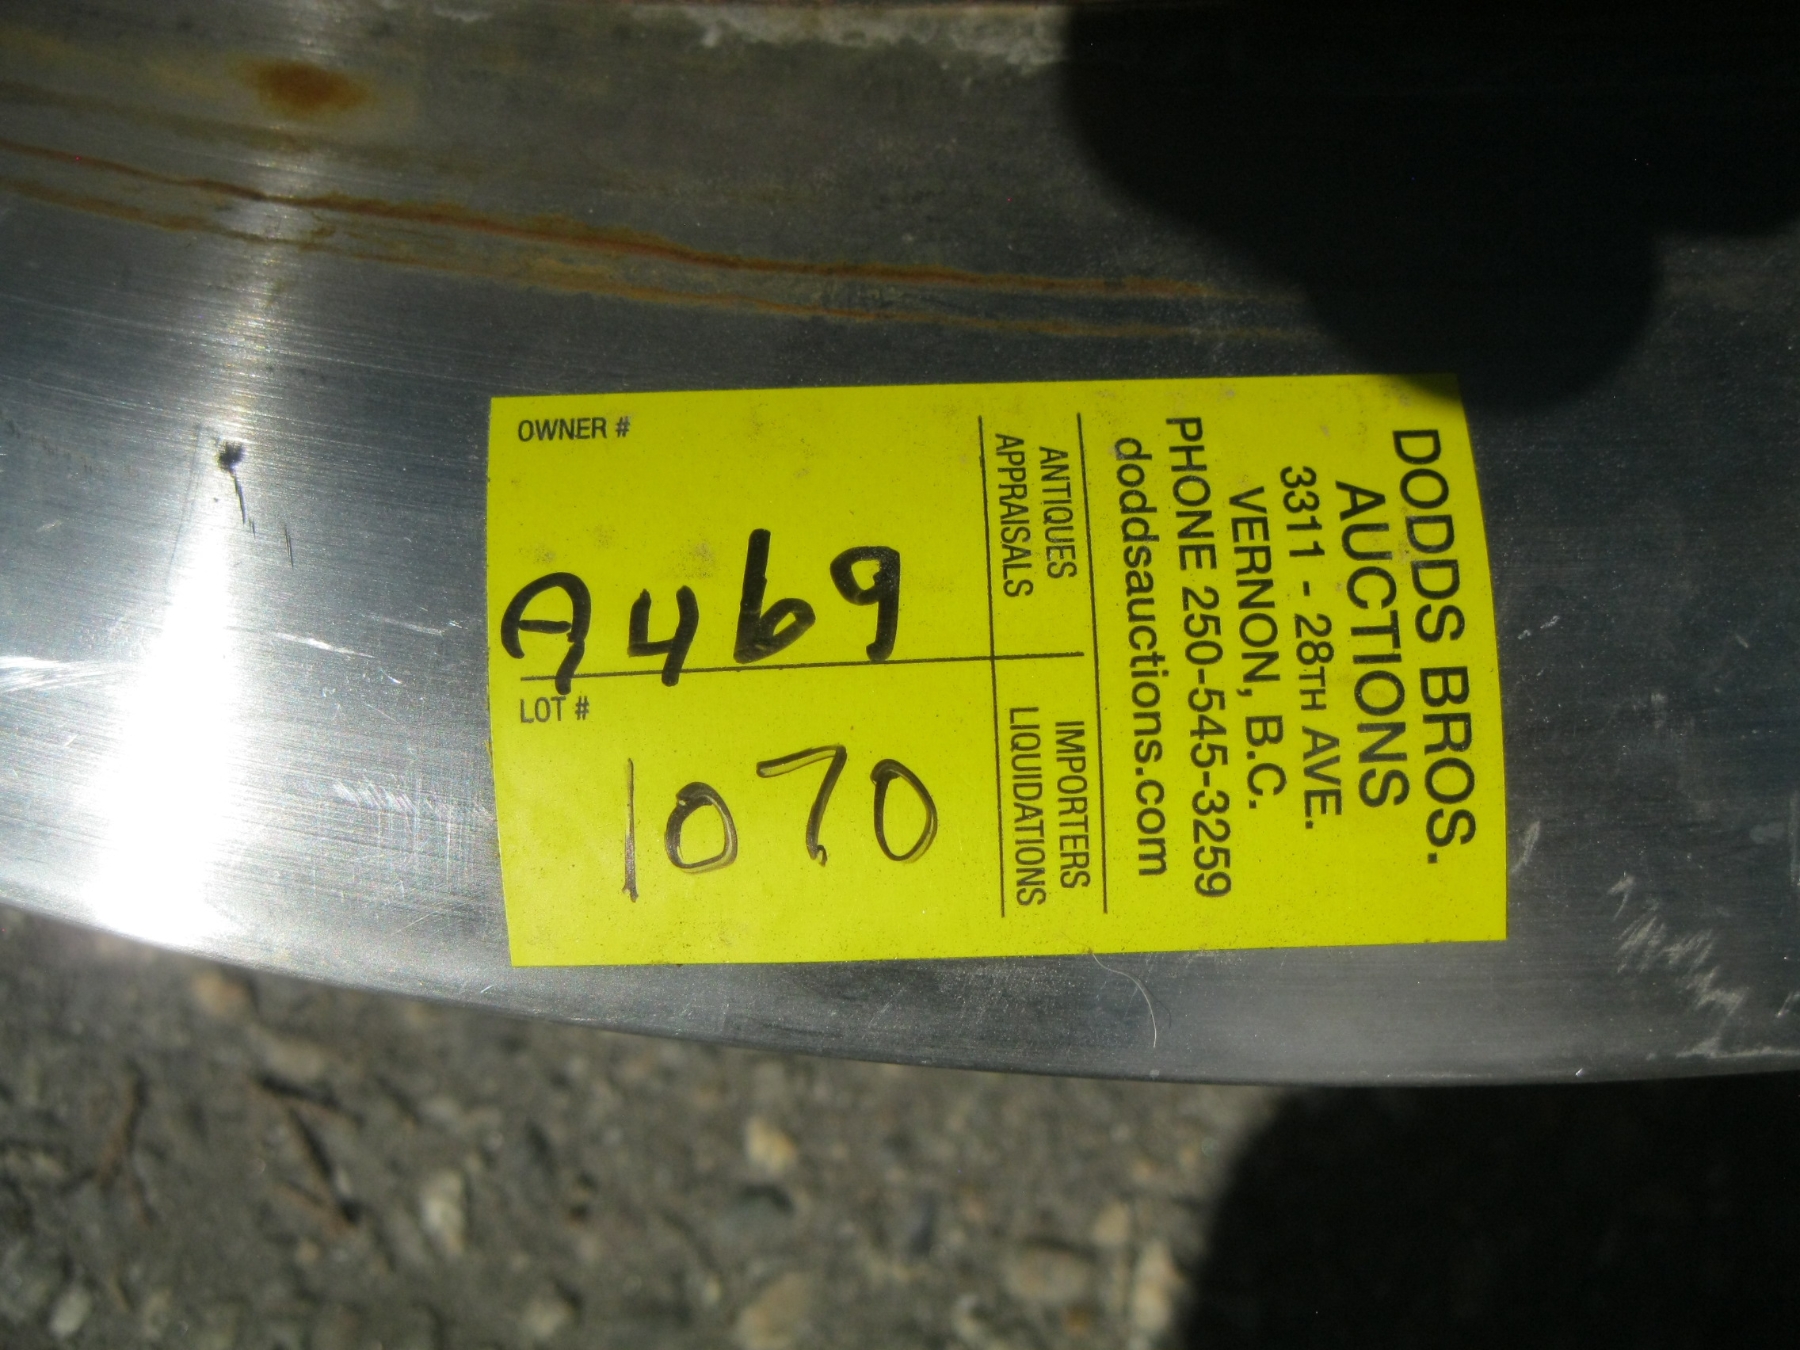 DODDS BROS.
AUCTIONS
3311 - 28TH AVE.
VERNON, B.C.
PHONE 250-545-3259
doddsauctions.com
ANTIQUES
APPRAISALS
IMPORTERS
LIQUIDATIONS
OWNER #
A469
LOT #
1070